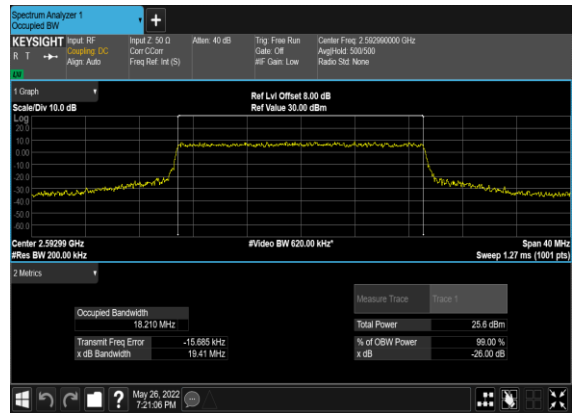 Spectrum Analyzer 1
Occupied BW
KEYSIGHT
R T
Input: RF
Coupling: DC
Align: Auto
Input Z: 50 Ω
Corr CCorr
Freq Ref: Int (S)
Atten: 40 dB
Trig: Free Run
Gate: Off
#IF Gain: Low
Center Freq: 2.592990000 GHz
Avg|Hold: 500/500
Radio Std: None
1 Graph
Scale/Div 10.0 dB
Ref Lvl Offset 8.00 dB
Ref Value 30.00 dBm
Log
20.0
10.0
0.00
-10.0
-20.0
-30.0
-40.0
-50.0
-60.0
Center 2.59299 GHz
#Video BW 620.00 kHz*
Span 40 MHz
#Res BW 200.00 kHz
Sweep 1.27 ms (1001 pts)
2 Metrics
Measure Trace
Trace 1
Occupied Bandwidth
18.210 MHz
Total Power
25.6 dBm
Transmit Freq Error
-15.685 kHz
% of OBW Power
99.00 %
x dB Bandwidth
19.41 MHz
x dB
-26.00 dB
May 26, 2022
7:21:06 PM